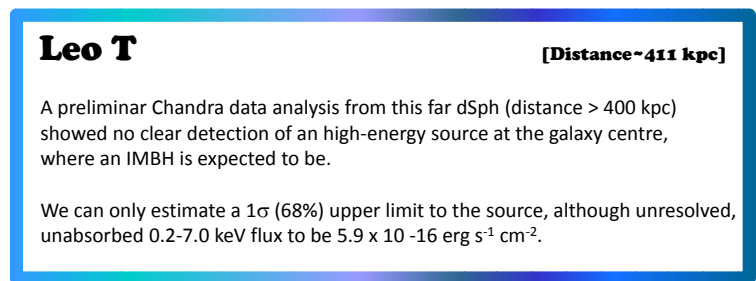 Leo T [Distance~411 kpc]
A preliminar Chandra data analysis from this far dSph (distance > 400 kpc)
showed no clear detection of an high-energy source at the galaxy centre,
where an IMBH is expected to be.
We can only estimate a 1σ (68%) upper limit to the source, although unresolved,
unabsorbed 0.2-7.0 keV flux to be 5.9 x 10 -16 erg s⁻¹ cm⁻².